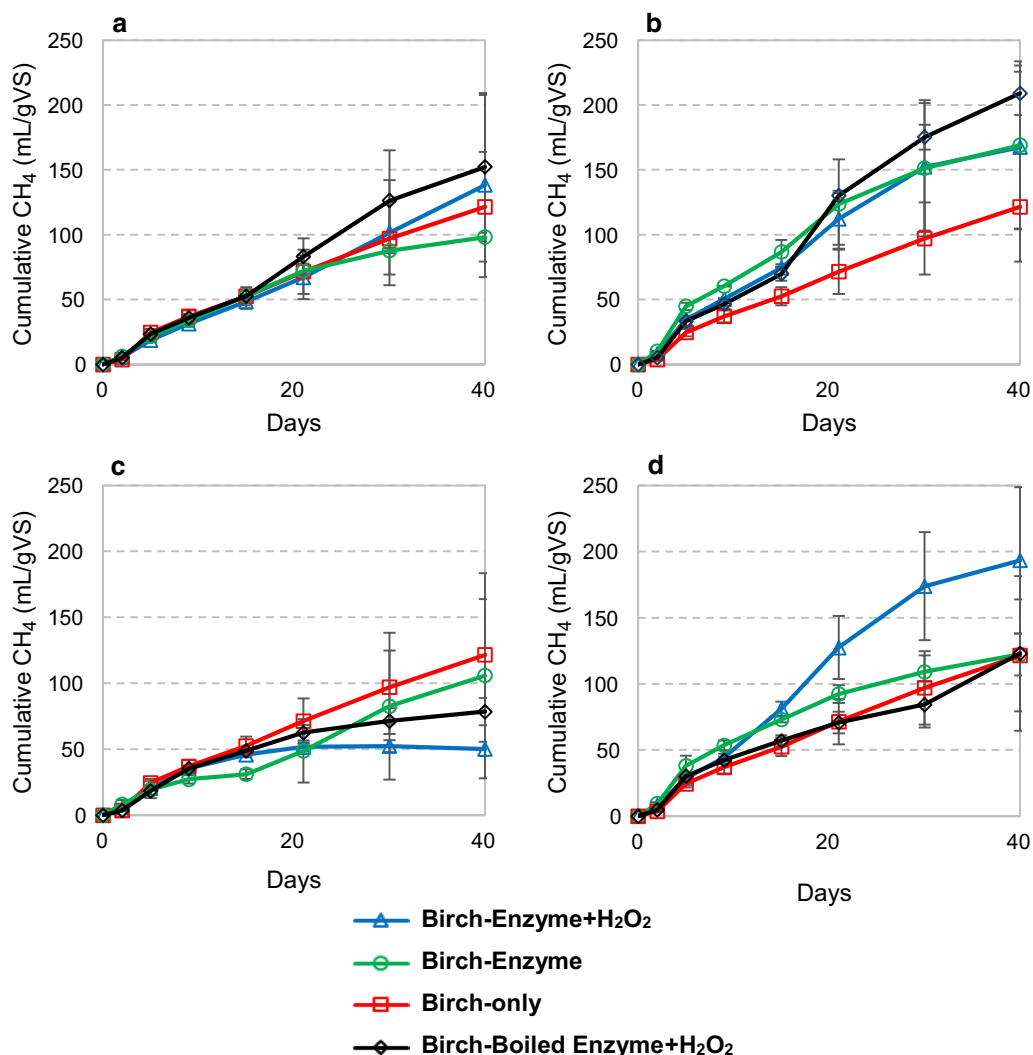 a
250
200
150
100
50
0
Cumulative CH₄ (mL/gVS)
0
20
40
Days
b
250
200
150
100
50
0
Cumulative CH₄ (mL/gVS)
0
20
40
Days
c
250
200
150
100
50
0
Cumulative CH₄ (mL/gVS)
0
20
40
Days
d
250
200
150
100
50
0
Cumulative CH₄ (mL/gVS)
0
20
40
Days
Birch-Enzyme+H₂O₂
Birch-Enzyme
Birch-only
Birch-Boiled Enzyme+H₂O₂